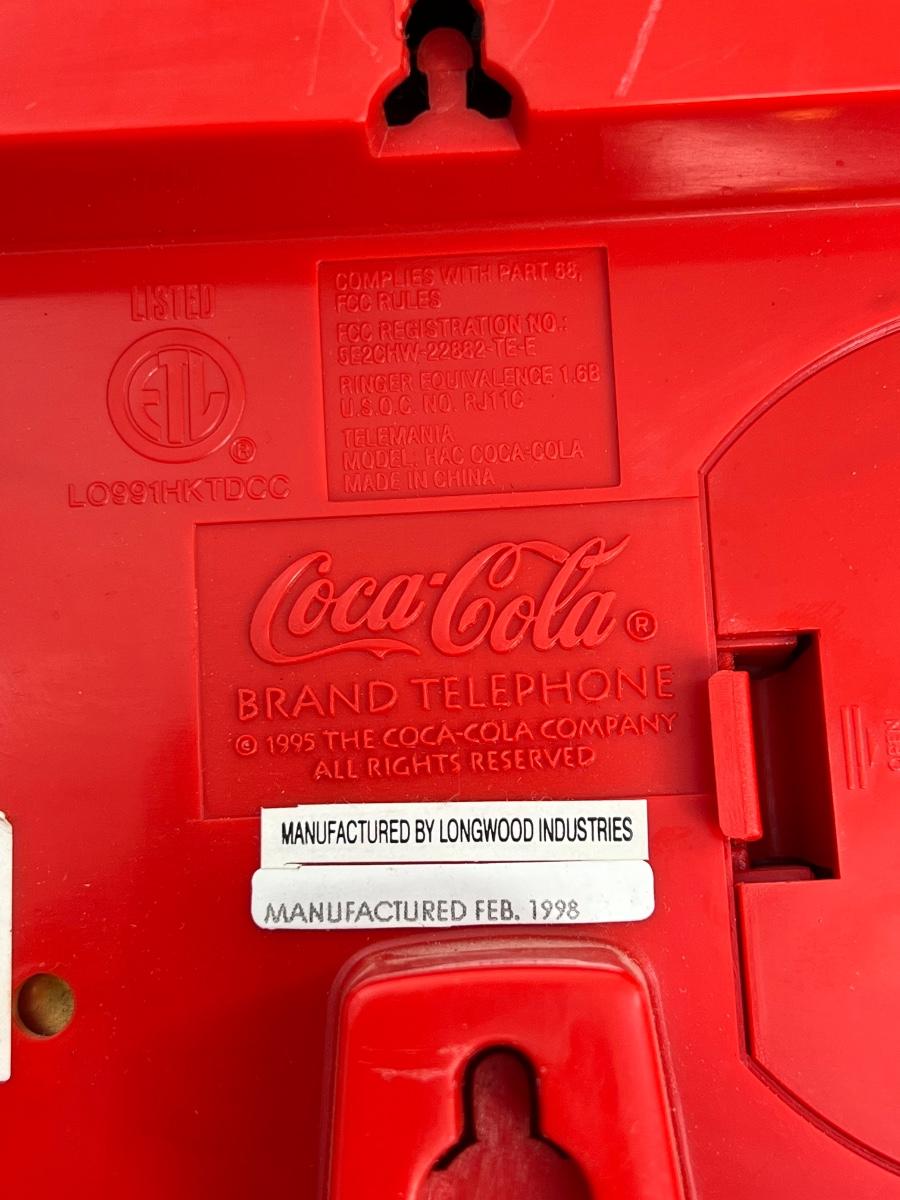 LISTED
ETL
®
LO991HKTDCC
COMPLIES WITH PART 68,
FCC RULES
FCC REGISTRATION NO.:
5E2CHW-22882-TE-E
RINGER EQUIVALENCE 1.6B
U.S.O.C. NO. RJ11C
TELEMANIA
MODEL: HAC COCA-COLA
MADE IN CHINA
Coca-Cola ®
BRAND TELEPHONE
© 1995 THE COCA-COLA COMPANY
ALL RIGHTS RESERVED
OPEN
MANUFACTURED BY LONGWOOD INDUSTRIES
MANUFACTURED FEB. 1998